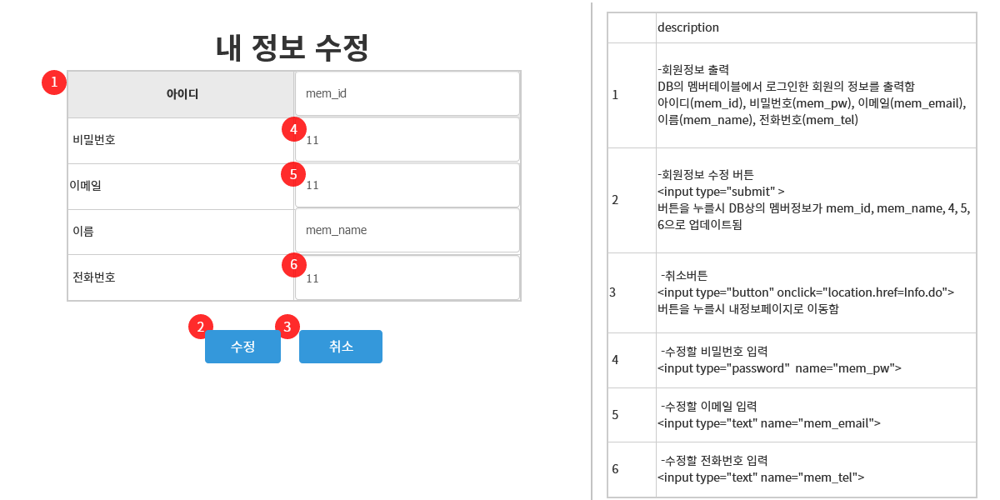 내 정보 수정
1
아이디
mem_id
비밀번호
4
11
이메일
5
11
이름
mem_name
전화번호
6
11
2
수정
3
취소
description
1
-회원정보 출력
DB의 멤버테이블에서 로그인한 회원의 정보를 출력함
아이디(mem_id), 비밀번호(mem_pw), 이메일(mem_email),
이름(mem_name), 전화번호(mem_tel)
2
-회원정보 수정 버튼
<input type="submit" >
버튼을 누를시 DB상의 멤버정보가 mem_id, mem_name, 4, 5,
6으로 업데이트됨
3
-취소버튼
<input type="button" onclick="location.href=Info.do">
버튼을 누를시 내정보페이지로 이동함
4
-수정할 비밀번호 입력
<input type="password"  name="mem_pw">
5
-수정할 이메일 입력
<input type="text" name="mem_email">
6
-수정할 전화번호 입력
<input type="text" name="mem_tel">